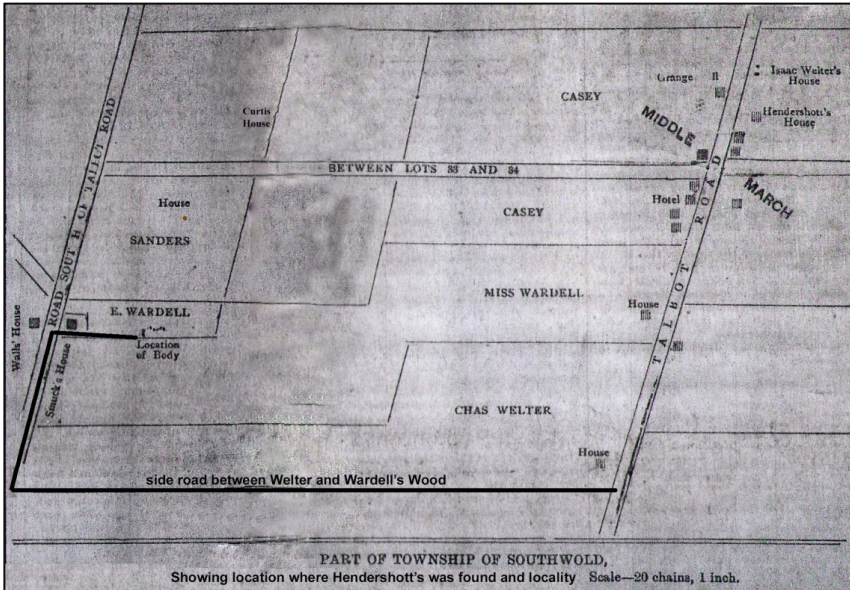 Grange
Isaac Welter's
House
CASEY
Curtis
House
Hendershott's
House
MIDDLE
BETWEEN LOTS 33 AND 34
MARCH
House
CASEY
Hotel
SANDERS
ROAD SOUTH OF TALBOT ROAD
MISS WARDELL
House
E. WARDELL
TALBOT ROAD
Walls' House
Location
of Body
Smuck's House
CHAS WELTER
House
side road between Welter and Wardell's Wood
PART OF TOWNSHIP OF SOUTHWOLD,
Showing location where Hendershott's was found and locality Scale—20 chains, 1 inch.